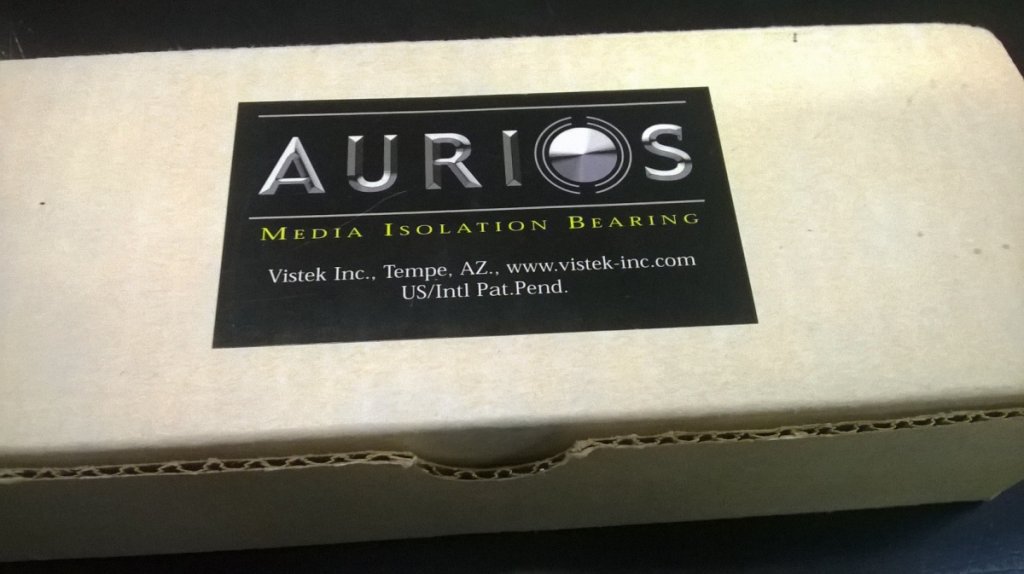 AURIOS
MEDIA ISOLATION BEARING
Vistek Inc., Tempe, AZ., www.vistek-inc.com
US/Intl Pat.Pend.